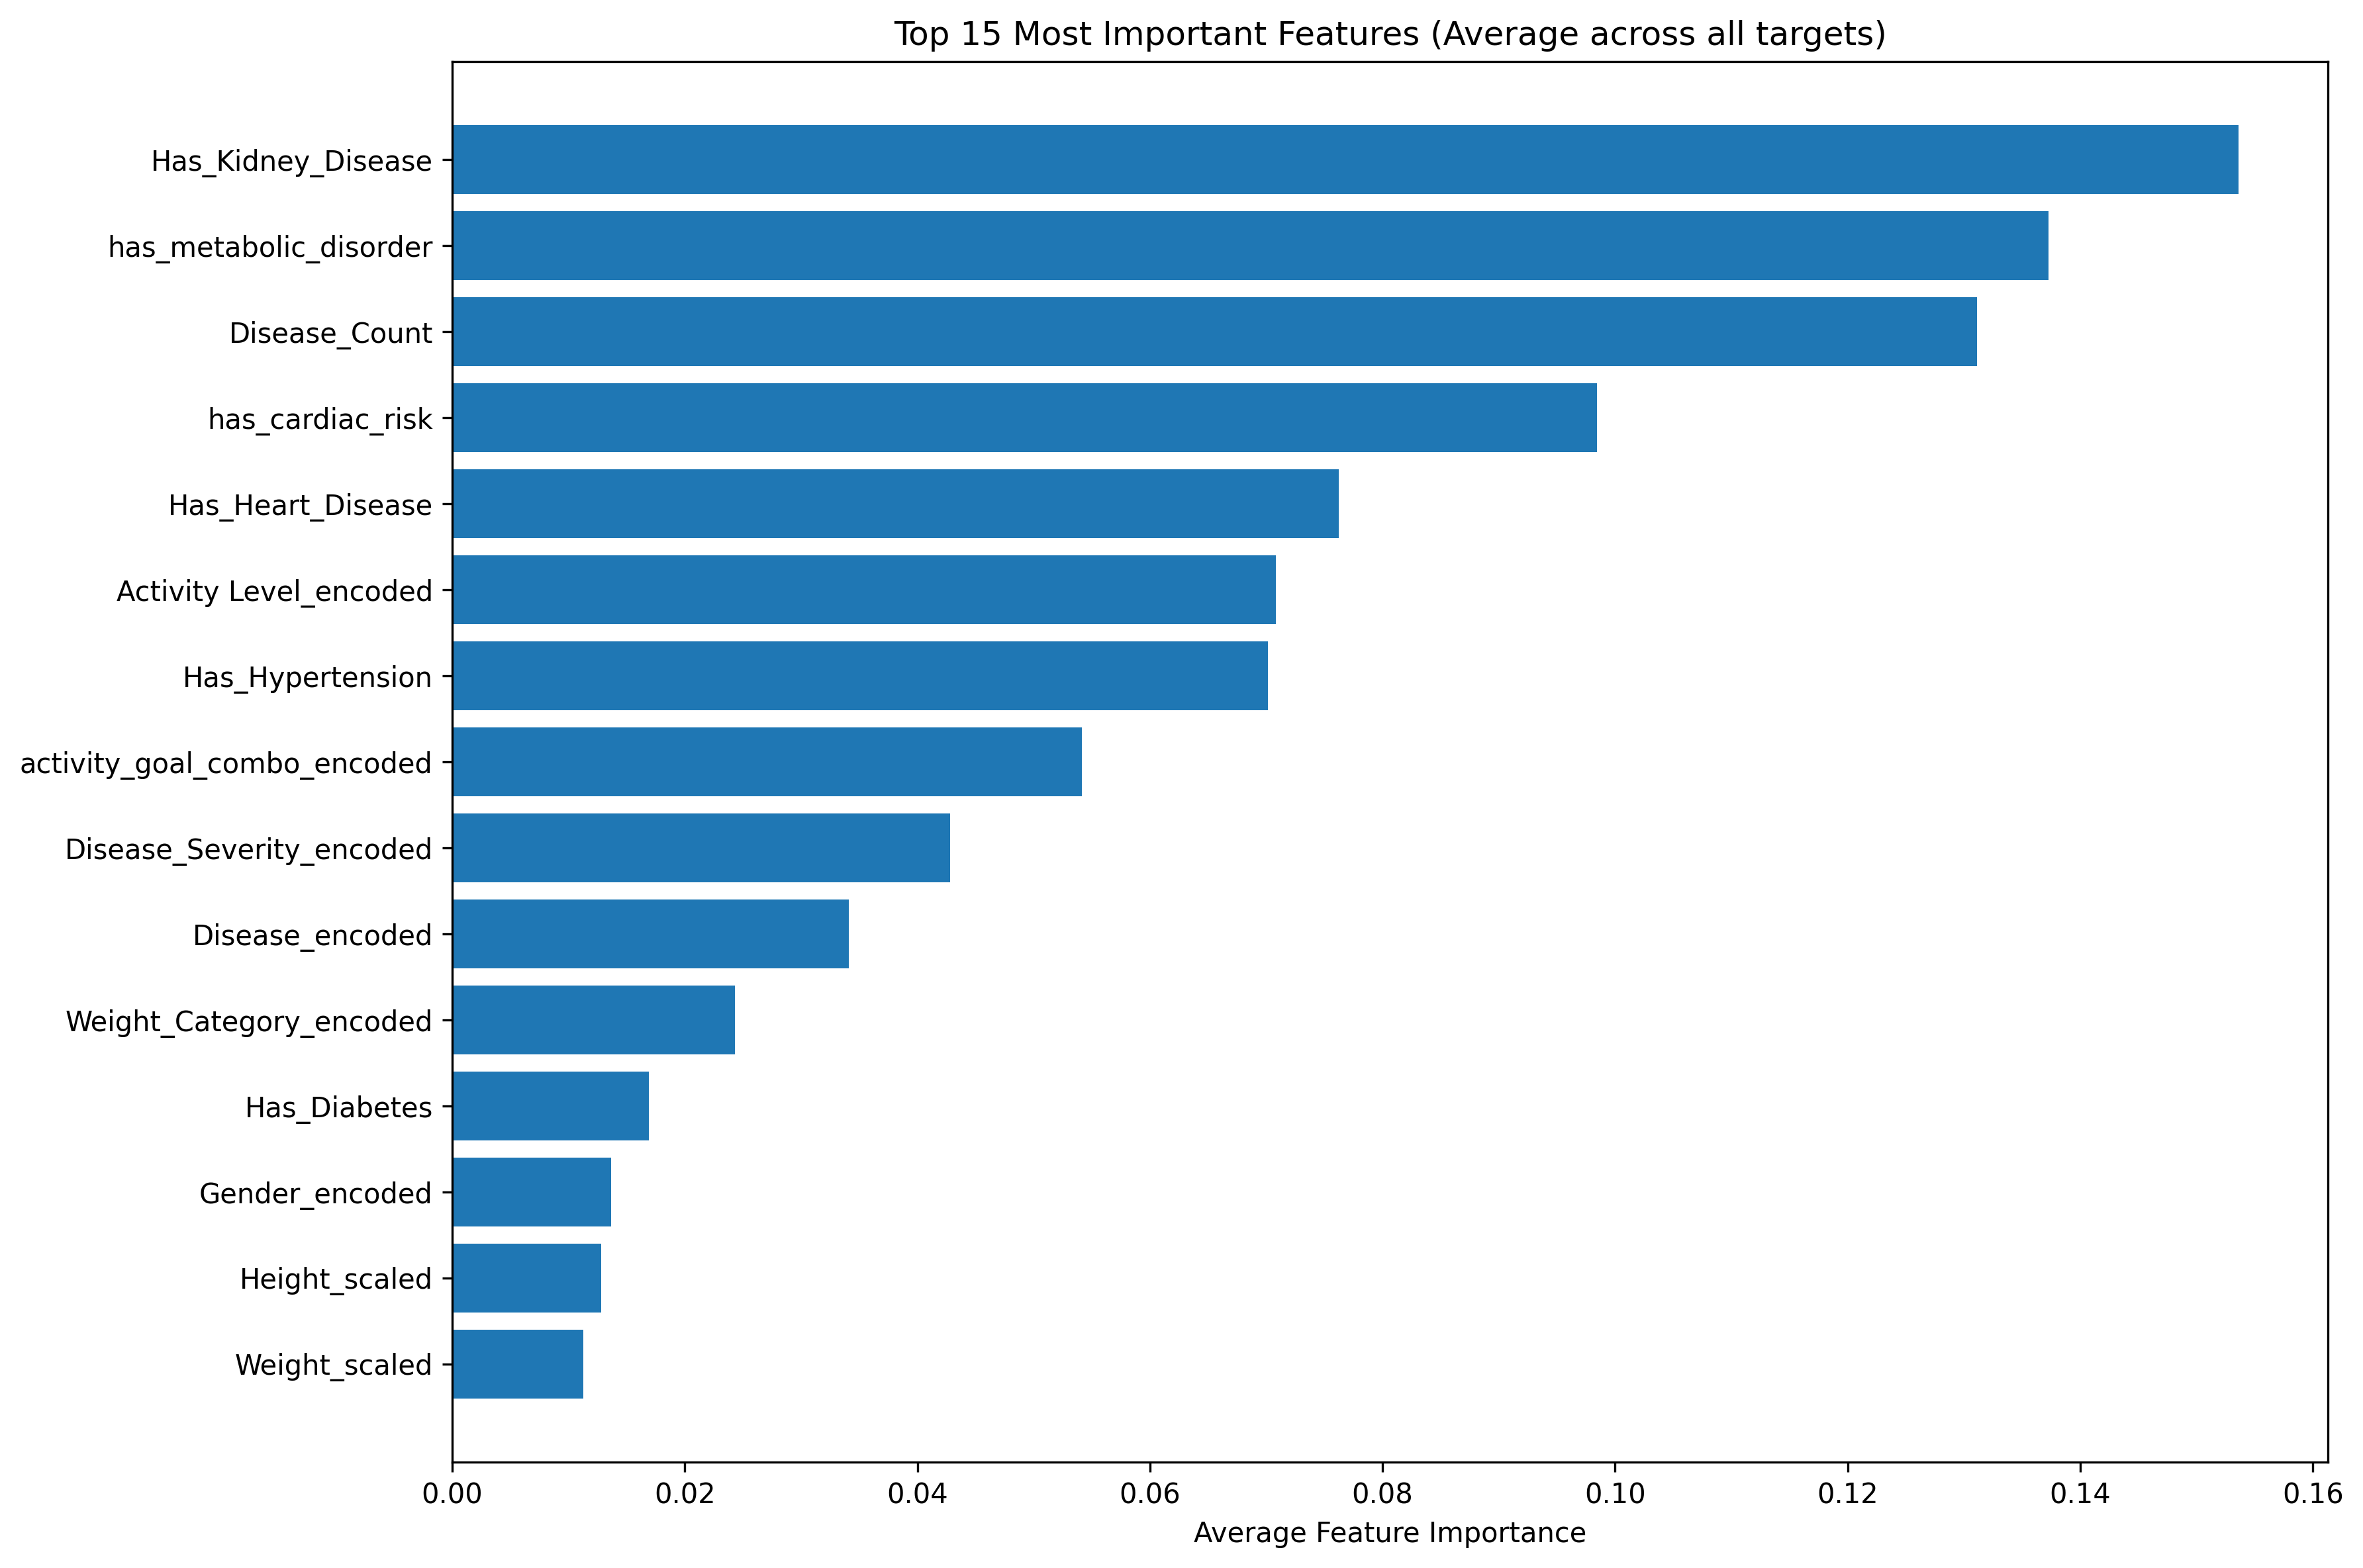 Top 15 Most Important Features (Average across all targets)
Has_Kidney_Disease
has_metabolic_disorder
Disease_Count
has_cardiac_risk
Has_Heart_Disease
Activity Level_encoded
Has_Hypertension
activity_goal_combo_encoded
Disease_Severity_encoded
Disease_encoded
Weight_Category_encoded
Has_Diabetes
Gender_encoded
Height_scaled
Weight_scaled
0.00 0.02 0.04 0.06 0.08 0.10 0.12 0.14 0.16
Average Feature Importance